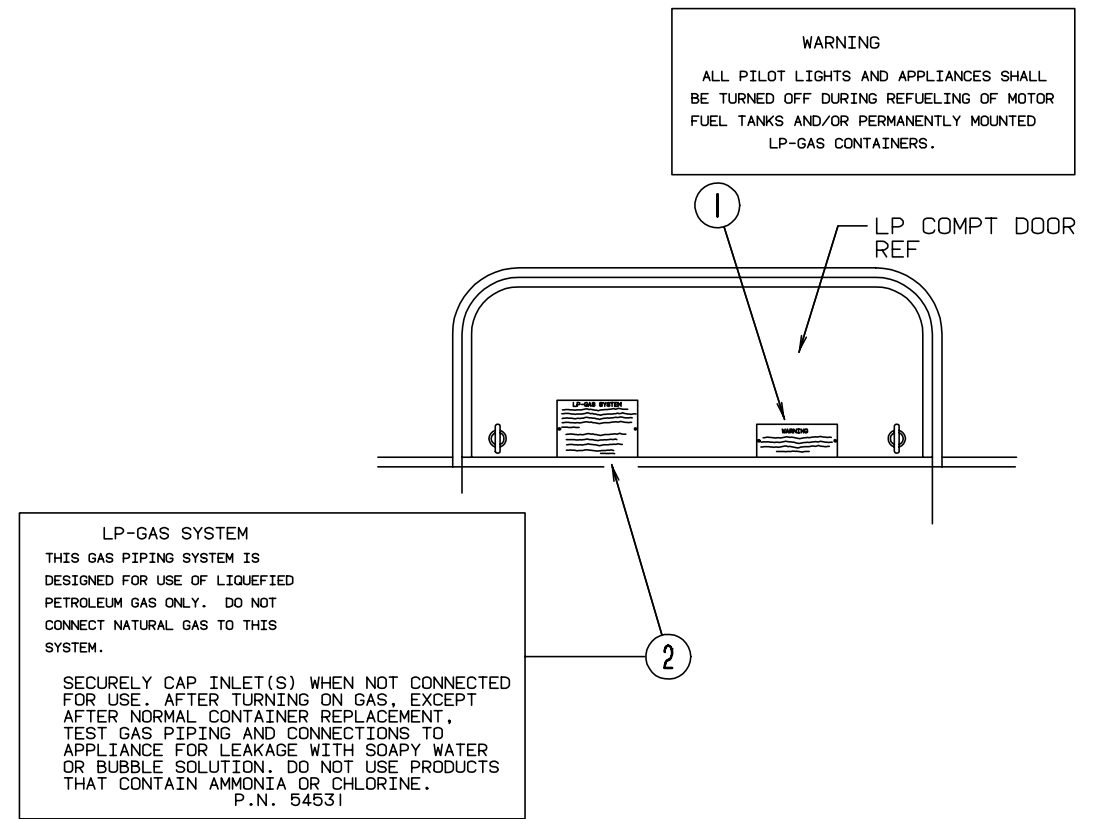 WARNING
ALL PILOT LIGHTS AND APPLIANCES SHALL
BE TURNED OFF DURING REFUELING OF MOTOR
FUEL TANKS AND/OR PERMANENTLY MOUNTED
LP-GAS CONTAINERS.
1
LP COMPT DOOR
REF
LP-GAS SYSTEM
WARNING
LP-GAS SYSTEM
THIS GAS PIPING SYSTEM IS
DESIGNED FOR USE OF LIQUEFIED
PETROLEUM GAS ONLY. DO NOT
CONNECT NATURAL GAS TO THIS
SYSTEM.
SECURELY CAP INLET(S) WHEN NOT CONNECTED
FOR USE. AFTER TURNING ON GAS, EXCEPT
AFTER NORMAL CONTAINER REPLACEMENT,
TEST GAS PIPING AND CONNECTIONS TO
APPLIANCE FOR LEAKAGE WITH SOAPY WATER
OR BUBBLE SOLUTION. DO NOT USE PRODUCTS
THAT CONTAIN AMMONIA OR CHLORINE.
P.N. 54531
2